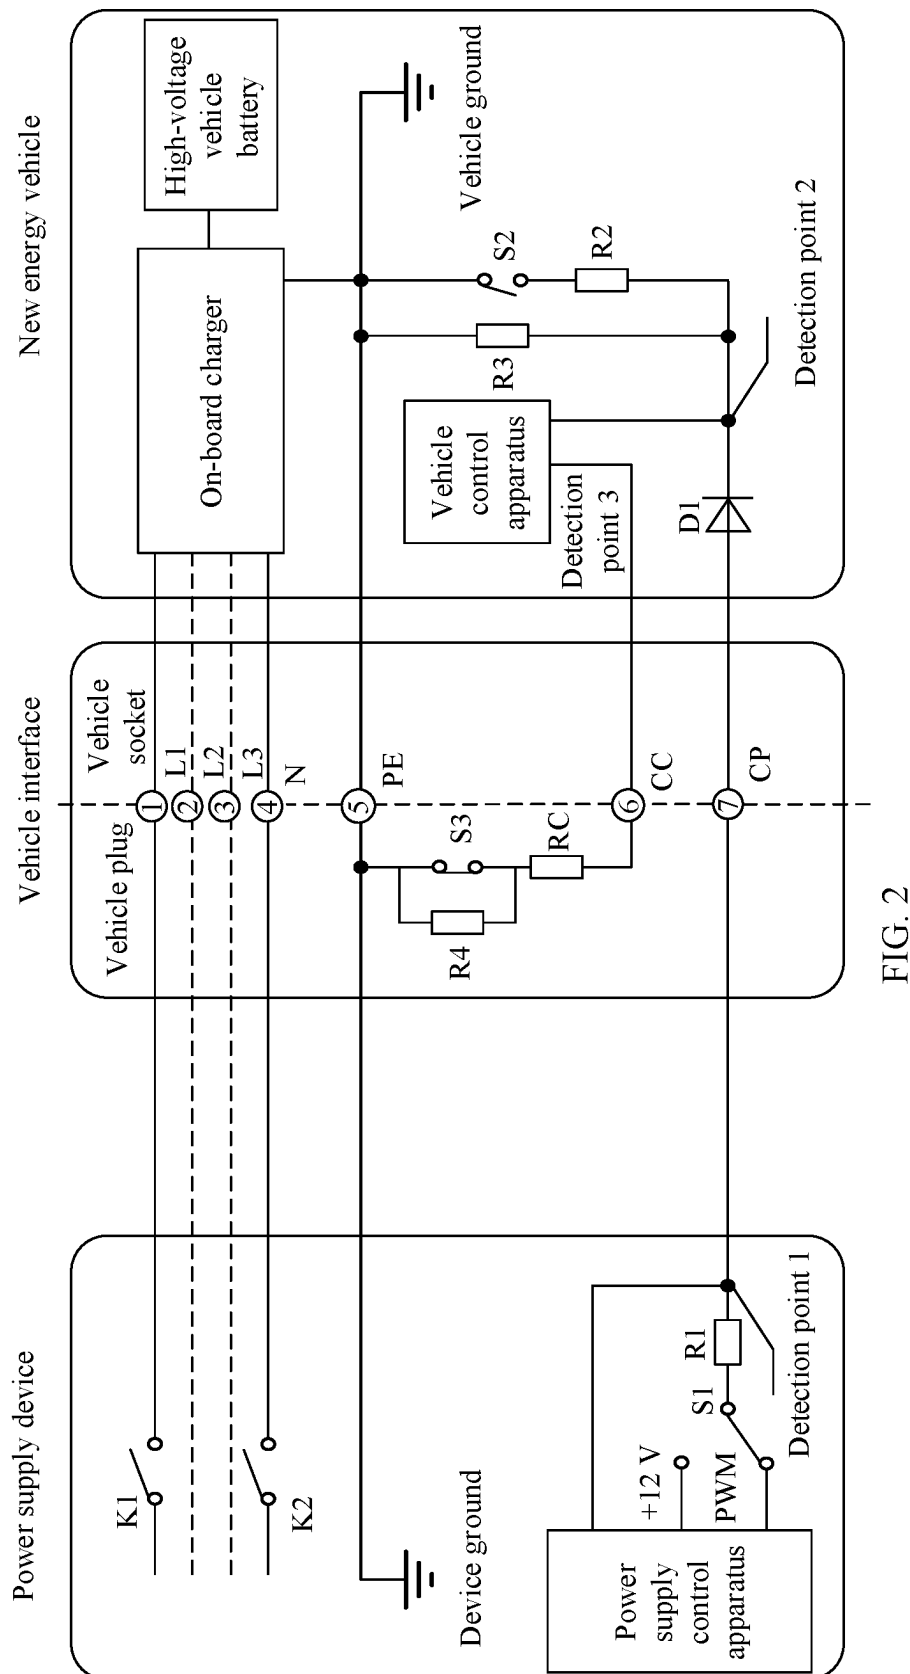 Power supply device
Vehicle interface
New energy vehicle
K1
K2
Vehicle plug
Vehicle
socket
1
2
3
4
L1
L2
L3
N
On-board charger
High-voltage
vehicle
battery
Device ground
5
PE
Vehicle ground
R4
S3
RC
6
CC
Vehicle
control
apparatus
Detection
point 3
R3
S2
R2
Power
supply
control
apparatus
+12 V
PWM
S1
R1
Detection point 1
7
CP
D1
Detection point 2
FIG. 2